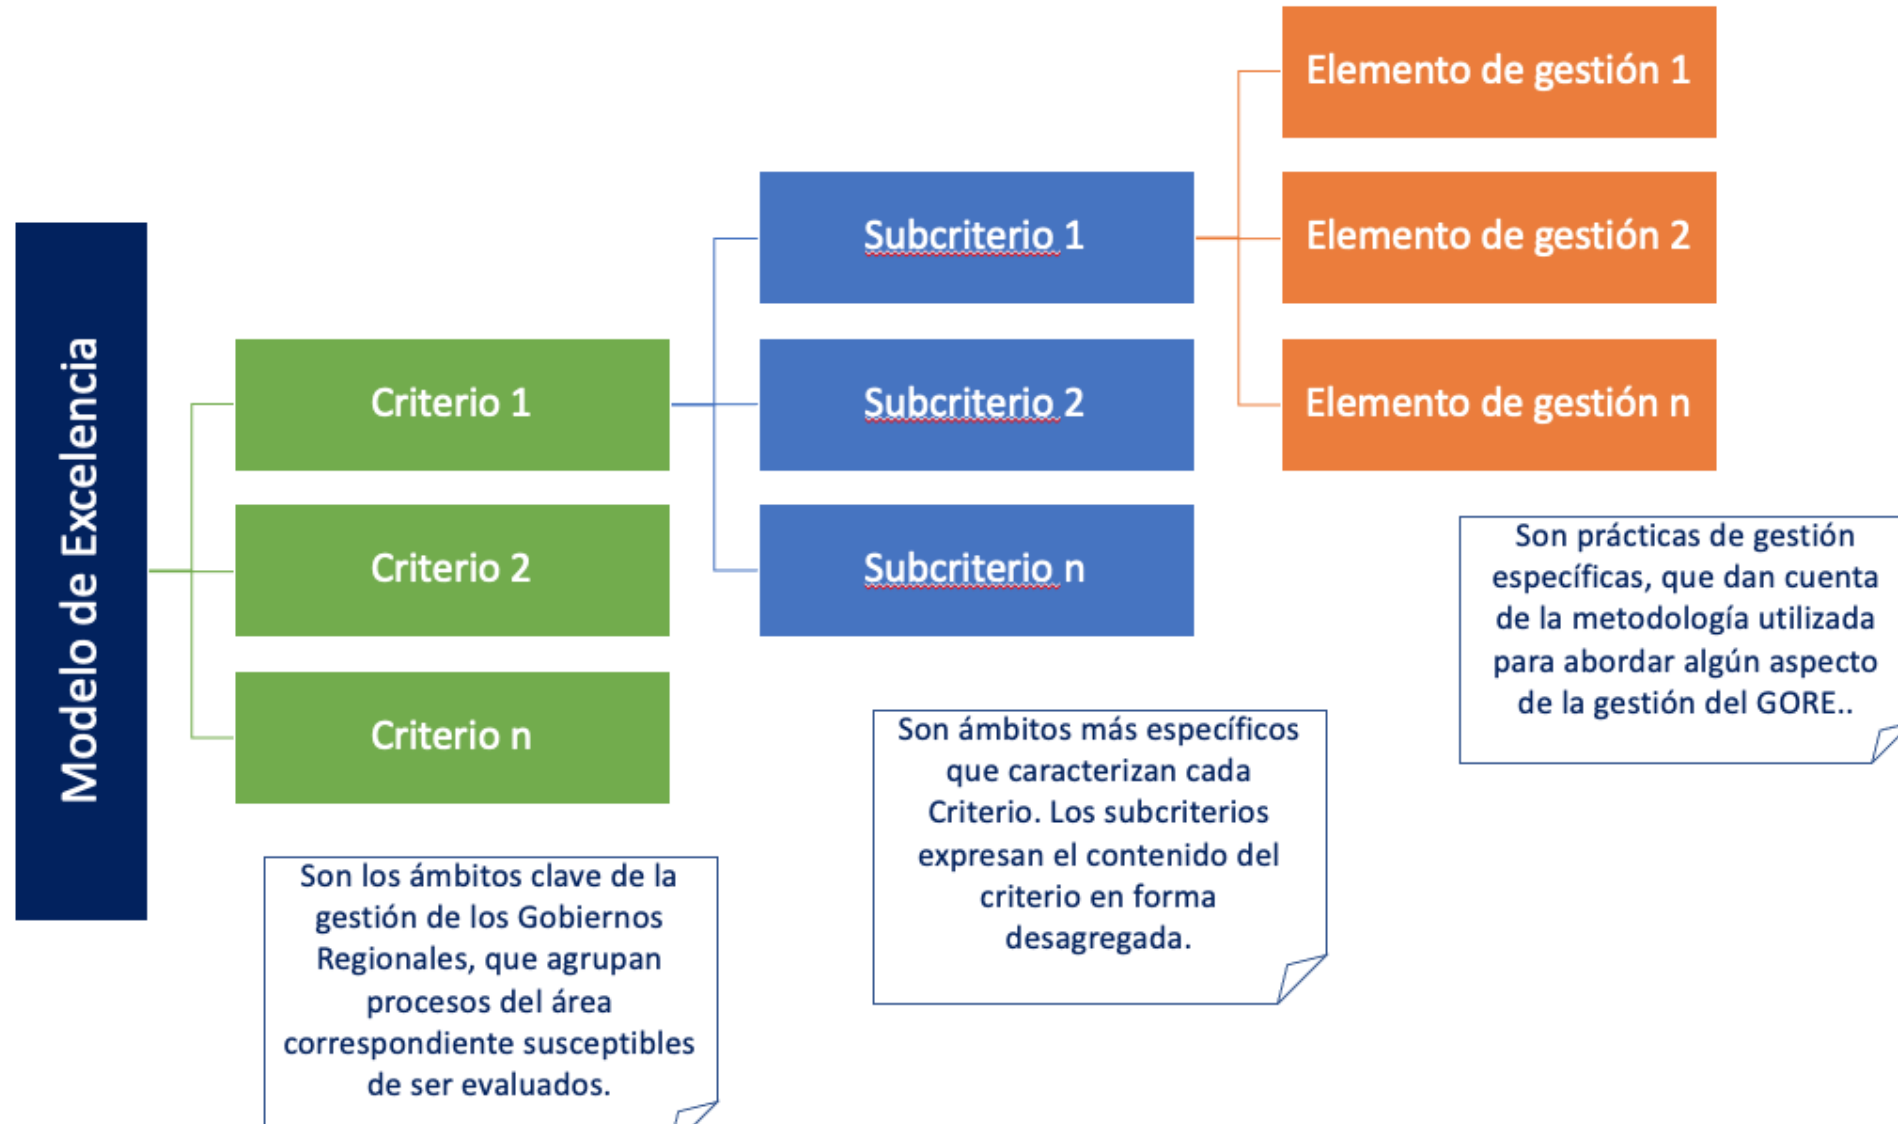 Modelo de Excelencia
Criterio 1
Criterio 2
Criterio n
Son los ámbitos clave de la
gestión de los Gobiernos
Regionales, que agrupan
procesos del área
correspondiente susceptibles
de ser evaluados.
Subcriterio 1
Subcriterio 2
Subcriterio n
Son ámbitos más específicos
que caracterizan cada
Criterio. Los subcriterios
expresan el contenido del
criterio en forma
desagregada.
Elemento de gestión 1
Elemento de gestión 2
Elemento de gestión n
Son prácticas de gestión
específicas, que dan cuenta
de la metodología utilizada
para abordar algún aspecto
de la gestión del GORE..